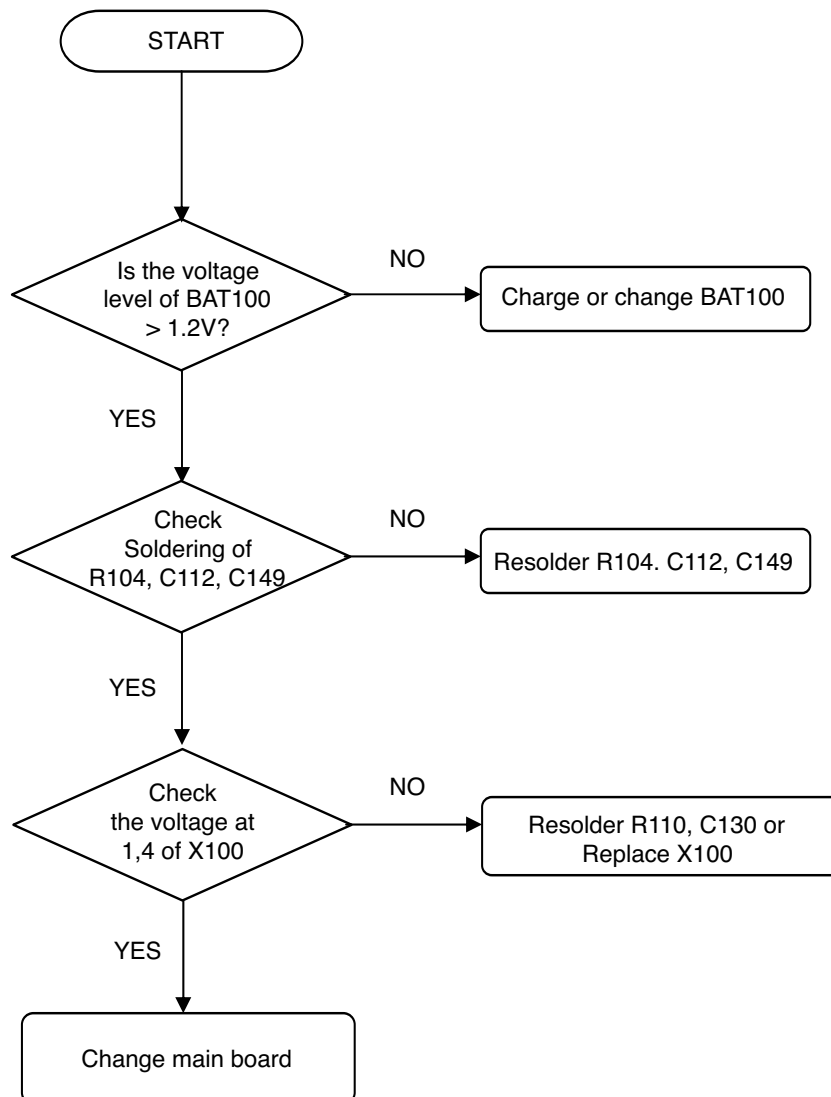 START
Is the voltage
level of BAT100
> 1.2V?
NO
Charge or change BAT100
YES
Check
Soldering of
R104, C112, C149
NO
Resolder R104. C112, C149
YES
Check
the voltage at
1,4 of X100
NO
Resolder R110, C130 or
Replace X100
YES
Change main board